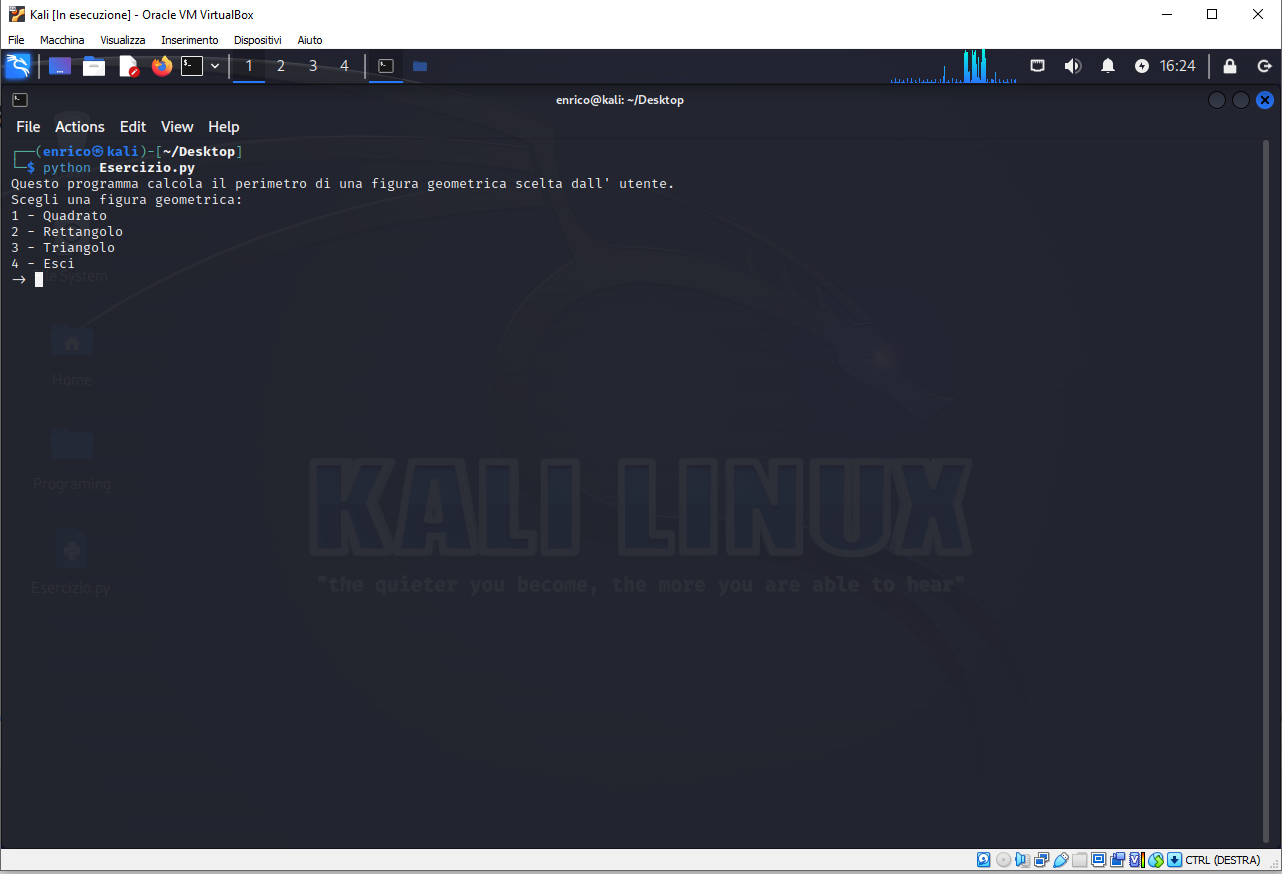 Kali [In esecuzione] - Oracle VM VirtualBox
File Macchina Visualizza Inserimento Dispositivi Aiuto
1 2 3 4 16:24
enrico@kali: ~/Desktop
File Actions Edit View Help
┌──(enrico㉿kali)-[~/Desktop]
└─$ python Esercizio.py
Questo programma calcola il perimetro di una figura geometrica scelta dall' utente.
Scegli una figura geometrica:
1 - Quadrato
2 - Rettangolo
3 - Triangolo
4 - Esci
→
System
Home
Programing
Esercizio.py
KALI LINUX
"the quieter you become, the more you are able to hear"
CTRL (DESTRA)